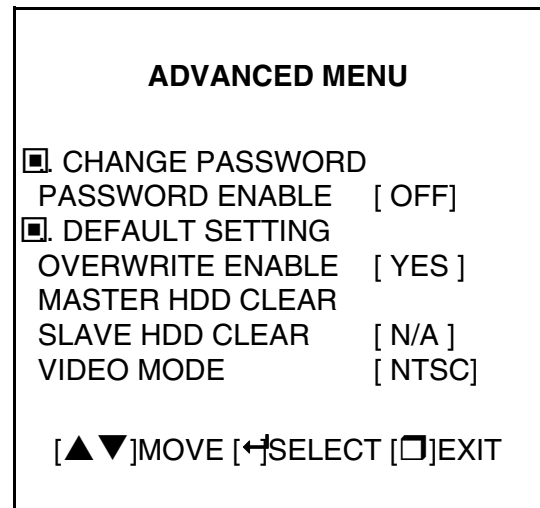 ADVANCED MENU
▣. CHANGE PASSWORD
PASSWORD ENABLE [ OFF]
▣. DEFAULT SETTING
OVERWRITE ENABLE [ YES ]
MASTER HDD CLEAR
SLAVE HDD CLEAR [ N/A ]
VIDEO MODE [ NTSC]
[▲▼]MOVE [↵]SELECT [❐]EXIT